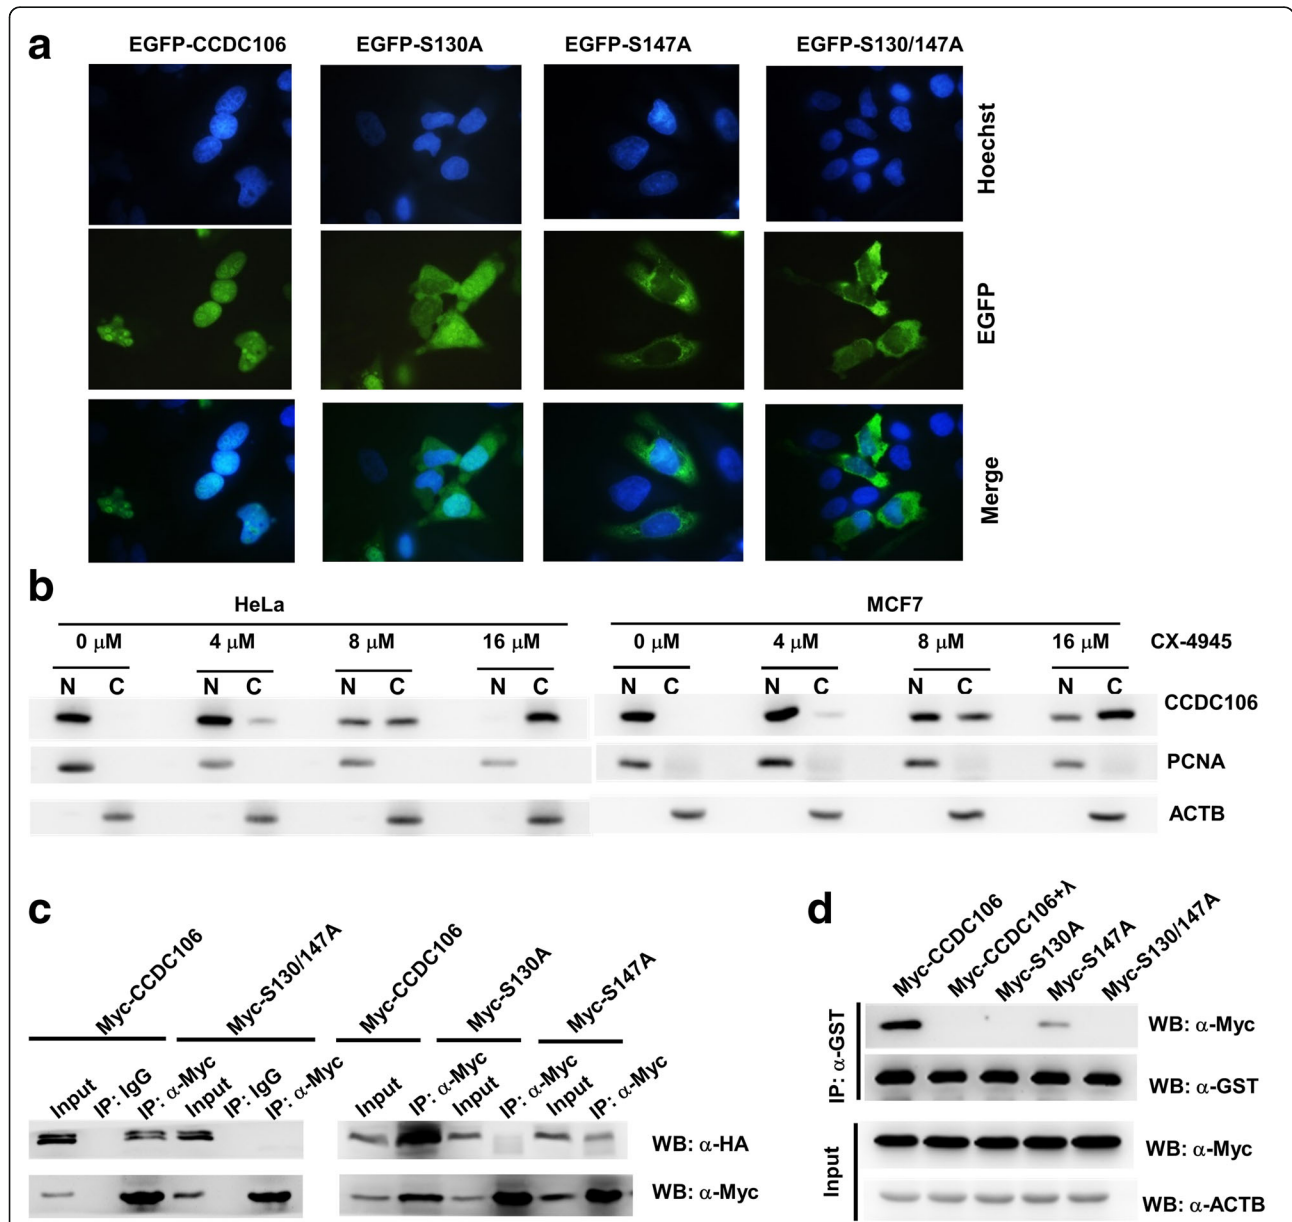 a
EGFP-CCDC106 EGFP-S130A EGFP-S147A EGFP-S130/147A
Hoechst
EGFP
Merge
b
HeLa MCF7
0 μM 4 μM 8 μM 16 μM 0 μM 4 μM 8 μM 16 μM CX-4945
N C N C N C N C N C N C N C N C
CCDC106
PCNA
ACTB
c
Myc-CCDC106 Myc-S130/147A Myc-CCDC106 Myc-S130A Myc-S147A
Input IP: IgG IP: α-Myc Input IP: IgG IP: α-Myc Input IP: α-Myc Input IP: α-Myc Input IP: α-Myc
WB: α-HA
WB: α-Myc
d
Myc-CCDC106 Myc-CCDC106+λ Myc-S130A Myc-S147A Myc-S130/147A
IP: α-GST
WB: α-Myc
WB: α-GST
Input
WB: α-Myc
WB: α-ACTB